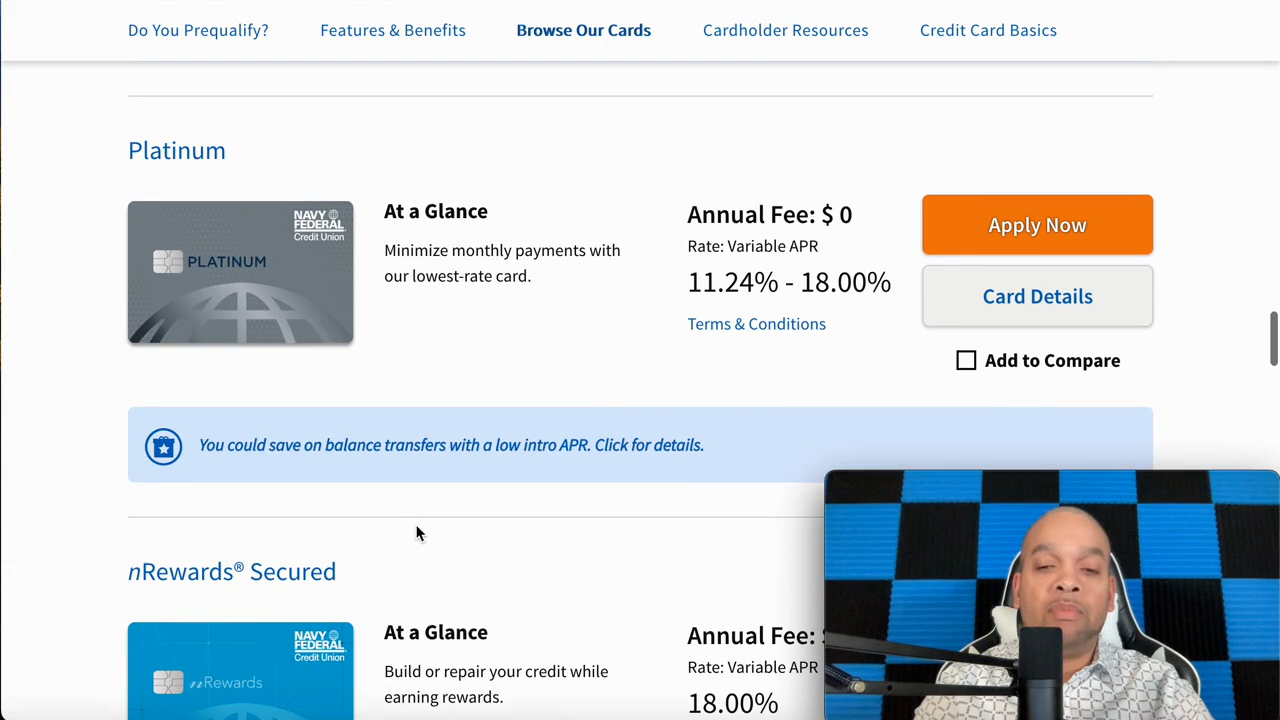 Do You Prequalify?
Features & Benefits
Browse Our Cards
Cardholder Resources
Credit Card Basics
Platinum
NAVY
FEDERAL
Credit Union
PLATINUM
At a Glance
Minimize monthly payments with
our lowest-rate card.
Annual Fee: $ 0
Rate: Variable APR
11.24% - 18.00%
Terms & Conditions
Apply Now
Card Details
Add to Compare
You could save on balance transfers with a low intro APR. Click for details.
nRewards® Secured
NAVY
FEDERAL
Credit Union
nRewards
At a Glance
Build or repair your credit while
earning rewards.
Annual Fee:
Rate: Variable APR
18.00%